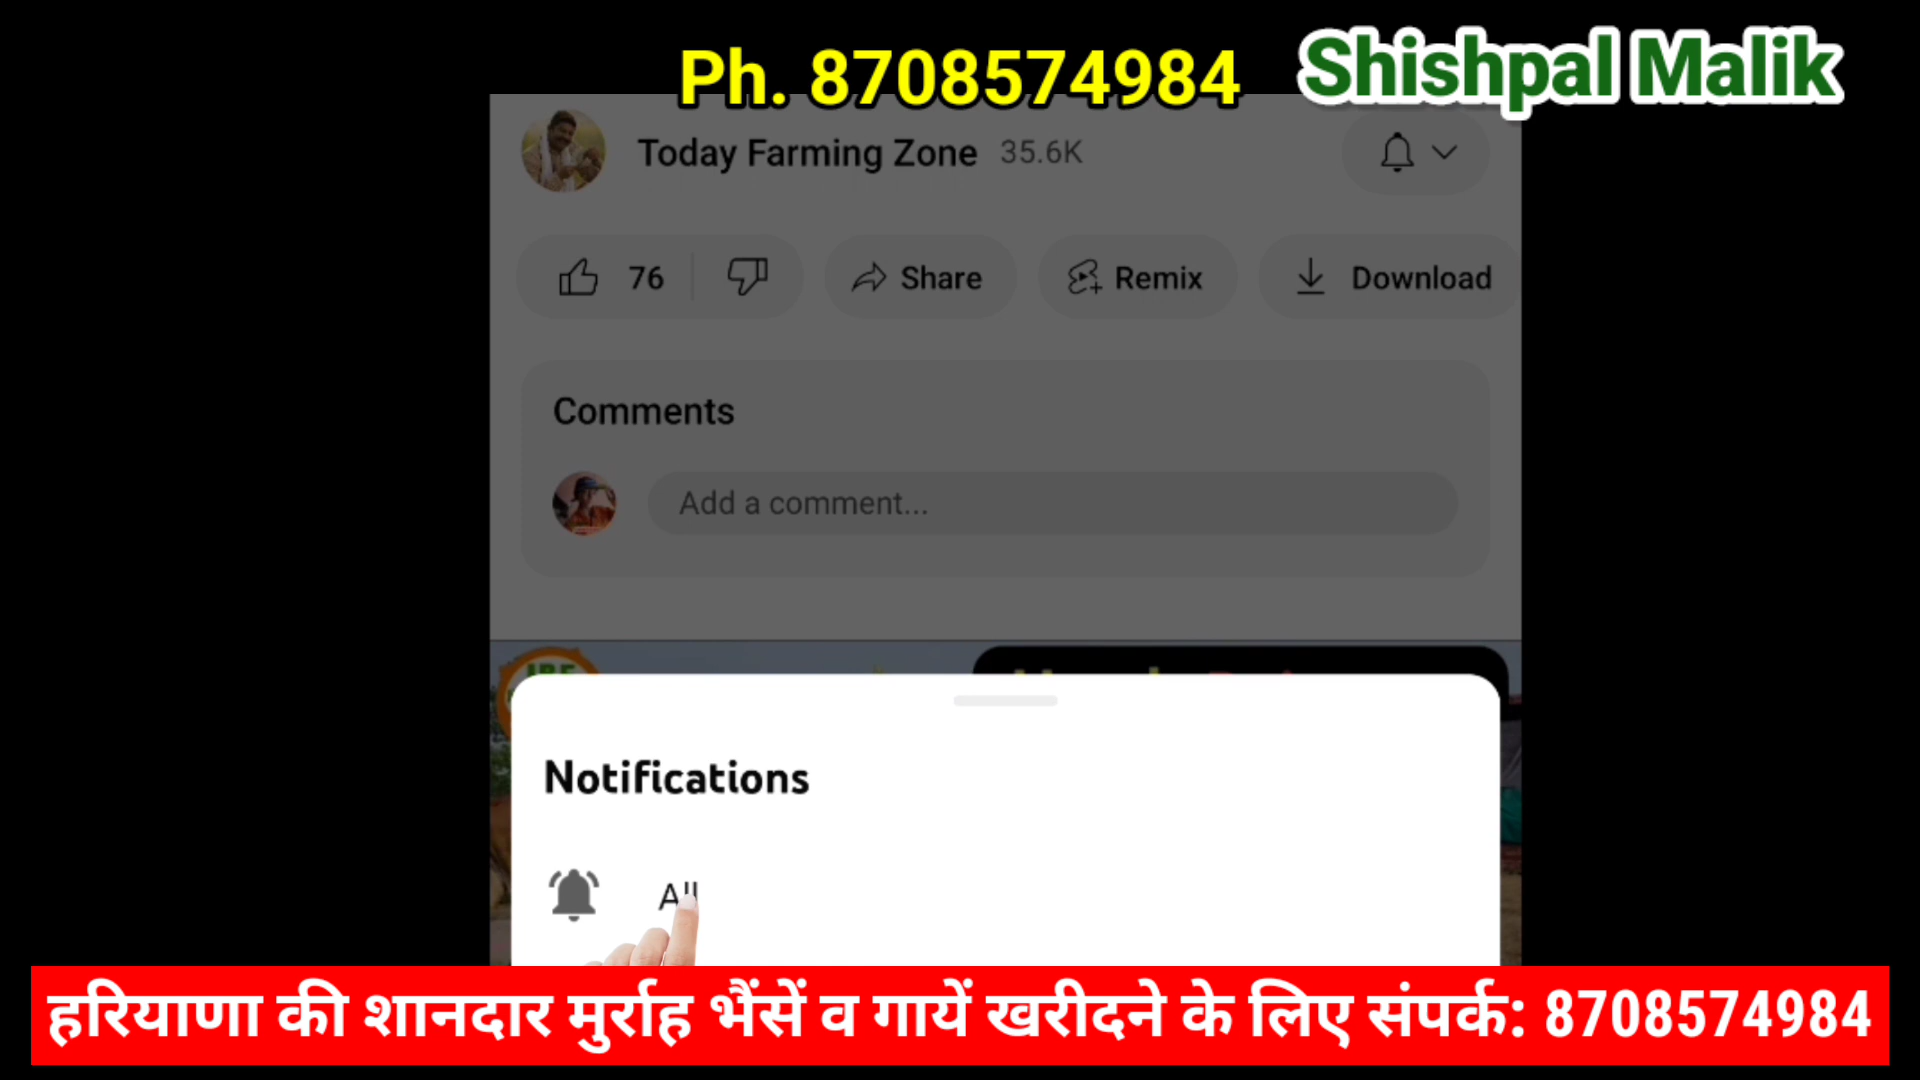 Ph. 8708574984
Shishpal Malik
Today Farming Zone 35.6K
76 Share Remix Download
Comments
Add a comment...
Notifications
All
हरियाणा की शानदार मुर्राह भैंसें व गायें खरीदने के लिए संपर्क: 8708574984